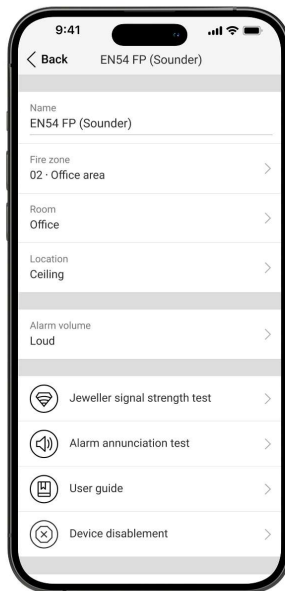 9:41
Back EN54 FP (Sounder)
Name
EN54 FP (Sounder)
Fire zone
02 · Office area
Room
Office
Location
Ceiling
Alarm volume
Loud
Jeweller signal strength test
Alarm annunciation test
User guide
Device disablement